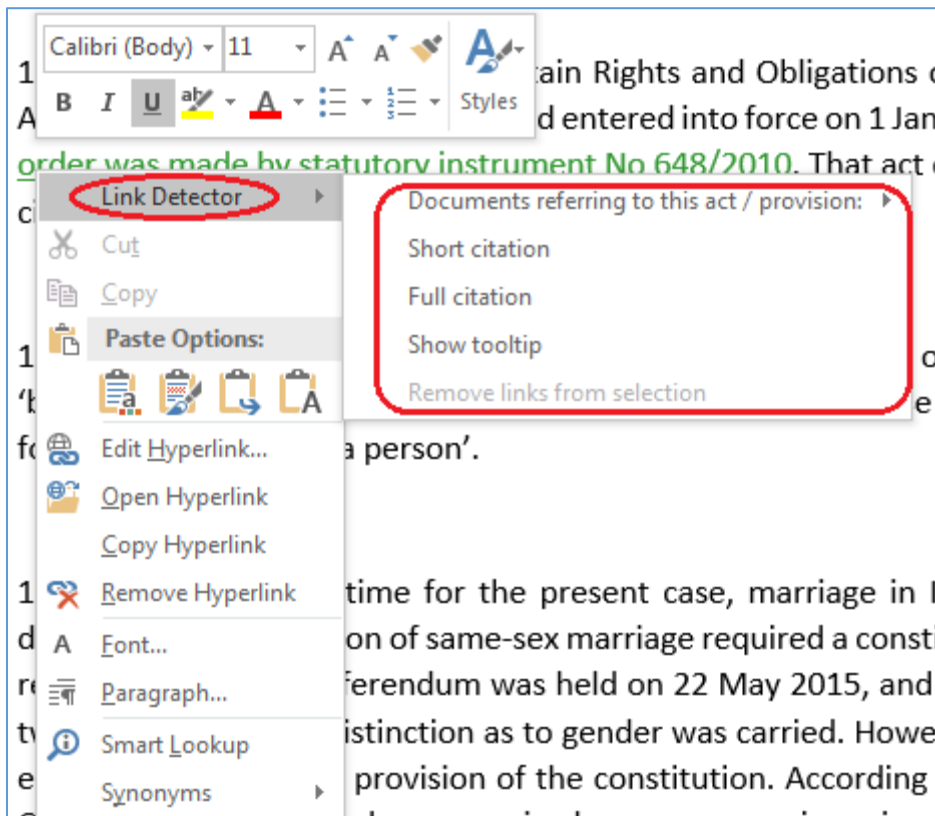 Calibri (Body) 11 A A
B I U ab A Styles
1 tain Rights and Obligations
A d entered into force on 1 Jan
order was made by statutory instrument No 648/2010. That act
Link Detector
Documents referring to this act / provision:
ci
Cut
Short citation
Copy
Full citation
Paste Options:
Show tooltip
1
a A
Remove links from selection
‘b e
Edit Hyperlink...
fo a person’.
Open Hyperlink
Copy Hyperlink
1 Remove Hyperlink time for the present case, marriage in
d A Font... on of same-sex marriage required a consti
re Paragraph... ferendum was held on 22 May 2015, and
tw Smart Lookup istinction as to gender was carried. Howe
e Synonyms provision of the constitution. According